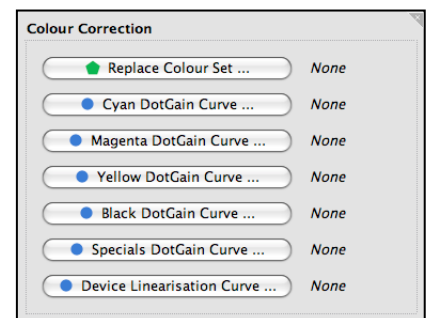 Colour Correction
Replace Colour Set ... None
Cyan DotGain Curve ... None
Magenta DotGain Curve ... None
Yellow DotGain Curve ... None
Black DotGain Curve ... None
Specials DotGain Curve ... None
Device Linearisation Curve ... None